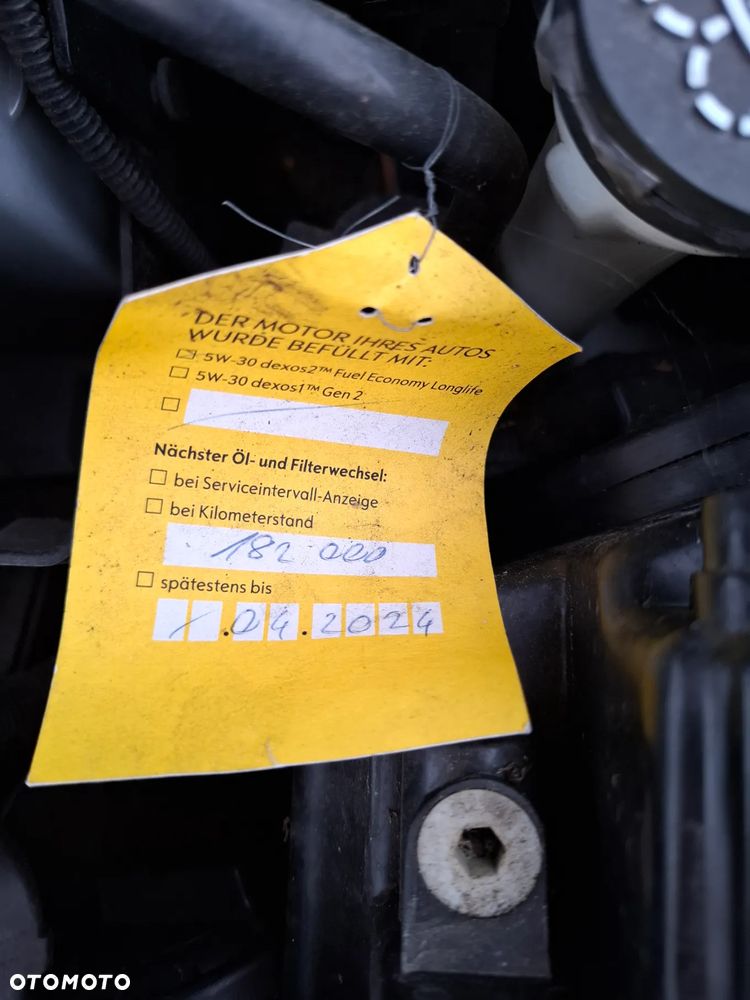 DER MOTOR IHRES AUTOS
WURDE BEFÜLLT MIT:
5W-30 dexos2™ Fuel Economy Longlife
5W-30 dexos1™ Gen 2
Nächster Öl- und Filterwechsel:
bei Serviceintervall-Anzeige
bei Kilometerstand
182 000
spätestens bis
/.04.2024
OTOMOTO